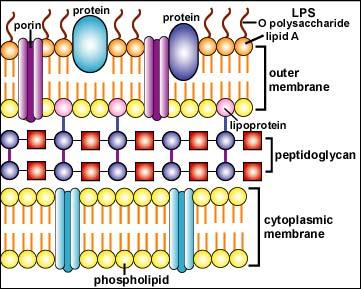 protein
protein
LPS
porin
O polysaccharide
lipid A
outer
membrane
lipoprotein
peptidoglycan
cytoplasmic
membrane
phospholipid